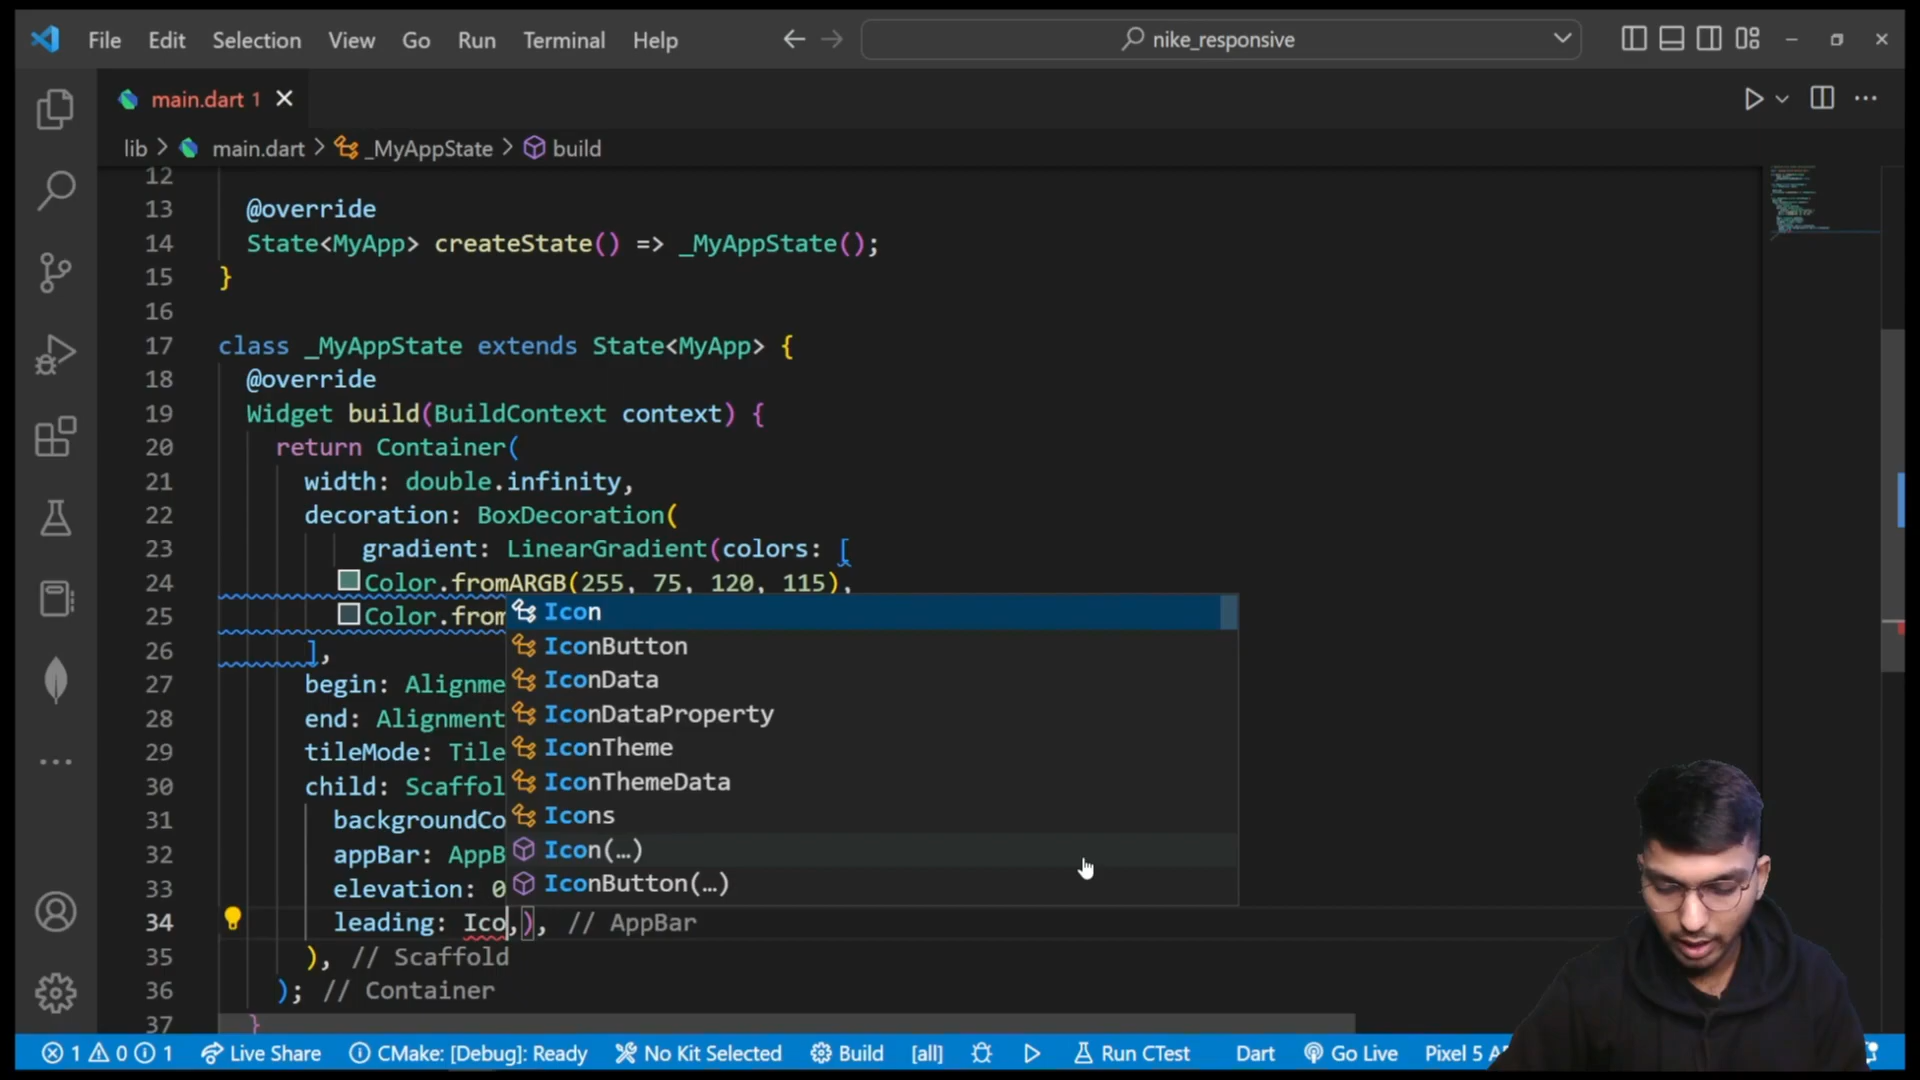 File Edit Selection View Go Run Terminal Help nike_responsive
main.dart 1
lib > main.dart > _MyAppState > build
12
13 @override
14 State<MyApp> createState() => _MyAppState();
15 }
16
17 class _MyAppState extends State<MyApp> {
18 @override
19 Widget build(BuildContext context) {
20 return Container(
21 width: double.infinity,
22 decoration: BoxDecoration(
23 gradient: LinearGradient(colors: [
24 Color.fromARGB(255, 75, 120, 115),
25 Color.from
26 ],
27 begin: Alignme
28 end: Alignment
29 tileMode: Tile
30 child: Scaffol
31 backgroundCo
32 appBar: AppB
33 elevation: 0
34 leading: Ico,), // AppBar
35 ), // Scaffold
36 ); // Container
37 }
Icon
IconButton
IconData
IconDataProperty
IconTheme
IconThemeData
Icons
Icon(…)
IconButton(…)
1 0 1 Live Share CMake: [Debug]: Ready No Kit Selected Build [all] Run CTest Dart Go Live Pixel 5